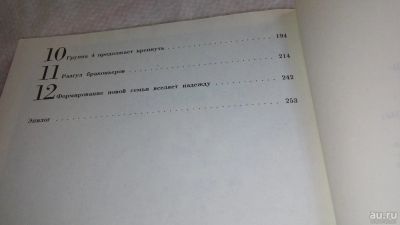 10 Группа 4 продолжает крепнуть 194
11 Разгул браконьеров 214
12 Формирование новой семьи вселяет надежду 242
Эпилог 253
au.ru